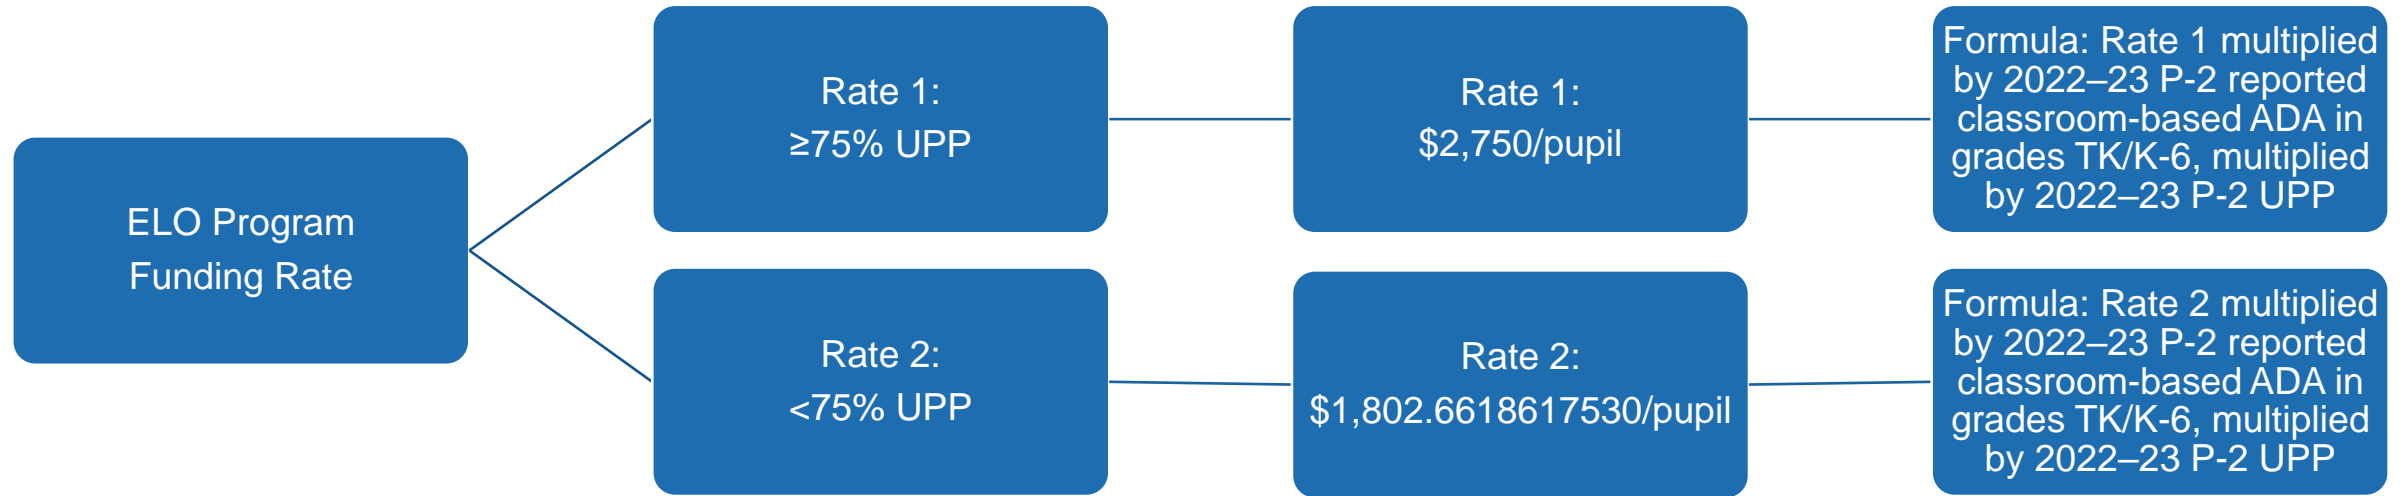 ELO Program
Funding Rate
Rate 1:
≥75% UPP
Rate 1:
$2,750/pupil
Formula: Rate 1 multiplied
by 2022–23 P-2 reported
classroom-based ADA in
grades TK/K-6, multiplied
by 2022–23 P-2 UPP
Rate 2:
<75% UPP
Rate 2:
$1,802.6618617530/pupil
Formula: Rate 2 multiplied
by 2022–23 P-2 reported
classroom-based ADA in
grades TK/K-6, multiplied
by 2022–23 P-2 UPP